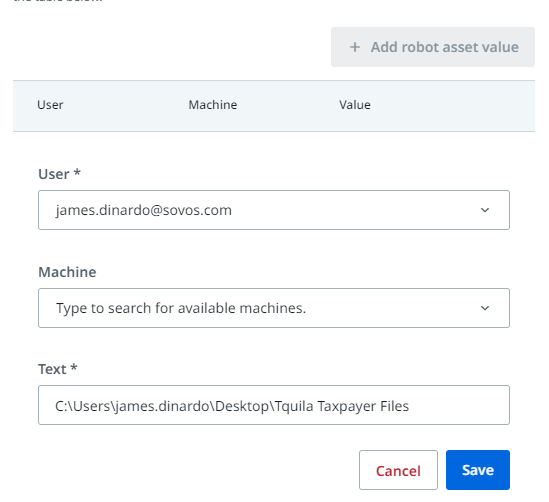 + Add robot asset value
User Machine Value
User *
james.dinardo@sovos.com
Machine
Type to search for available machines.
Text *
C:\Users\james.dinardo\Desktop\Tquila Taxpayer Files
Cancel Save